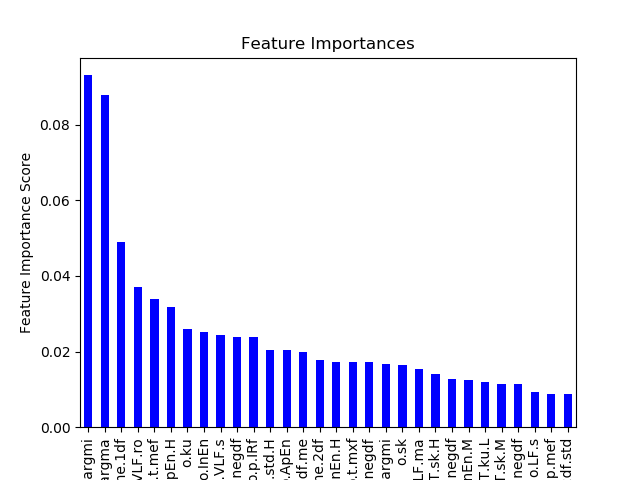 Feature Importances
Feature Importance Score
0.08
0.06
0.04
0.02
0.00
argmi
argma
ne.1df
VLF.ro
.t.mef
pEn.H
o.ku
o.InEn
.VLF.s
negdf
o.p.IRf
.std.H
.ApEn
df.me
ne.2df
nEn.H
.t.mxf
negdf
argmi
o.sk
LF.ma
T.sk.H
negdf
nEn.M
T.ku.L
T.sk.M
negdf
o.LF.s
p.mef
df.std